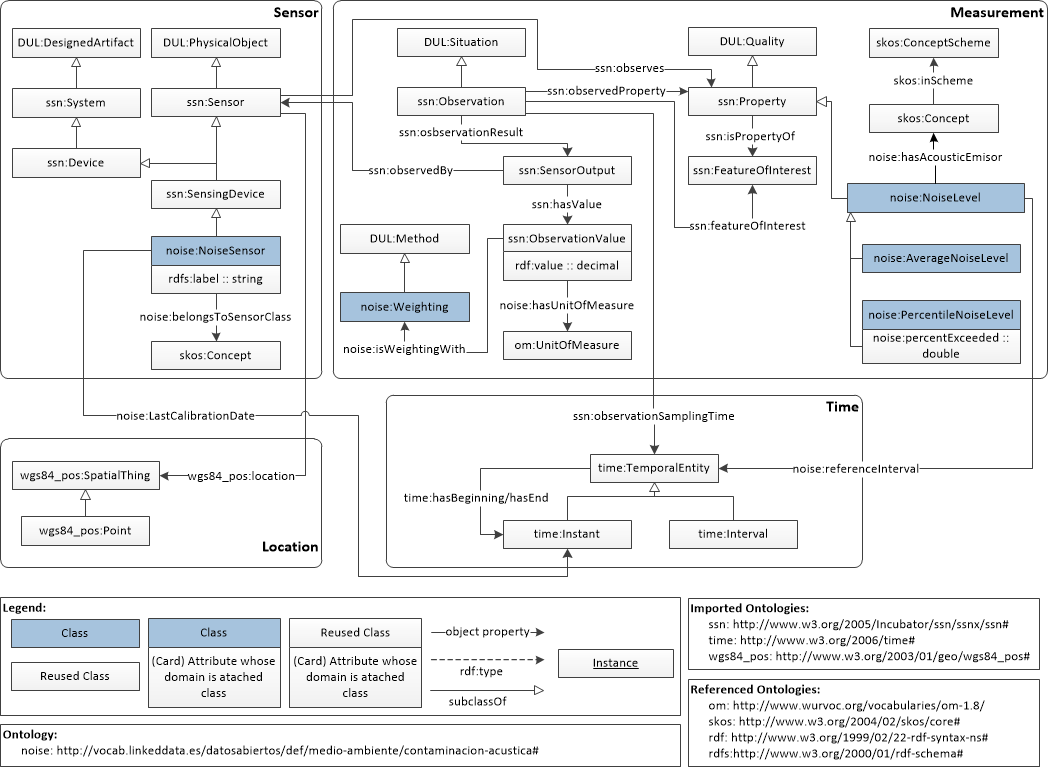 Sensor
DUL:DesignedArtifact
DUL:PhysicalObject
ssn:System
ssn:Sensor
ssn:Device
ssn:SensingDevice
noise:NoiseSensor
rdfs:label :: string
noise:belongsToSensorClass
skos:Concept
Measurement
DUL:Situation
DUL:Quality
skos:ConceptScheme
ssn:observes
skos:inScheme
ssn:observedProperty
ssn:Observation
ssn:Property
skos:Concept
ssn:osbservationResult
ssn:isPropertyOf
noise:hasAcousticEmisor
ssn:observedBy
ssn:SensorOutput
ssn:FeatureOfInterest
noise:NoiseLevel
ssn:hasValue
ssn:featureOfInterest
DUL:Method
ssn:ObservationValue
rdf:value :: decimal
noise:AverageNoiseLevel
noise:Weighting
noise:hasUnitOfMeasure
noise:PercentileNoiseLevel
noise:percentExceeded ::
double
noise:isWeightingWith
om:UnitOfMeasure
noise:LastCalibrationDate
ssn:observationSamplingTime
Time
wgs84_pos:SpatialThing
wgs84_pos:location
time:TemporalEntity
noise:referenceInterval
time:hasBeginning/hasEnd
wgs84_pos:Point
Location
time:Instant
time:Interval
Legend:
Class
Reused Class
Class
(Card) Attribute whose
domain is atached
class
Reused Class
(Card) Attribute whose
domain is atached
class
object property
rdf:type
subclassOf
Instance
Ontology:
noise: http://vocab.linkeddata.es/datosabiertos/def/medio-ambiente/contaminacion-acustica#
Imported Ontologies:
ssn: http://www.w3.org/2005/Incubator/ssn/ssnx/ssn#
time: http://www.w3.org/2006/time#
wgs84_pos: http://www.w3.org/2003/01/geo/wgs84_pos#
Referenced Ontologies:
om: http://www.wurvoc.org/vocabularies/om-1.8/
skos: http://www.w3.org/2004/02/skos/core#
rdf: http://www.w3.org/1999/02/22-rdf-syntax-ns#
rdfs:http://www.w3.org/2000/01/rdf-schema#